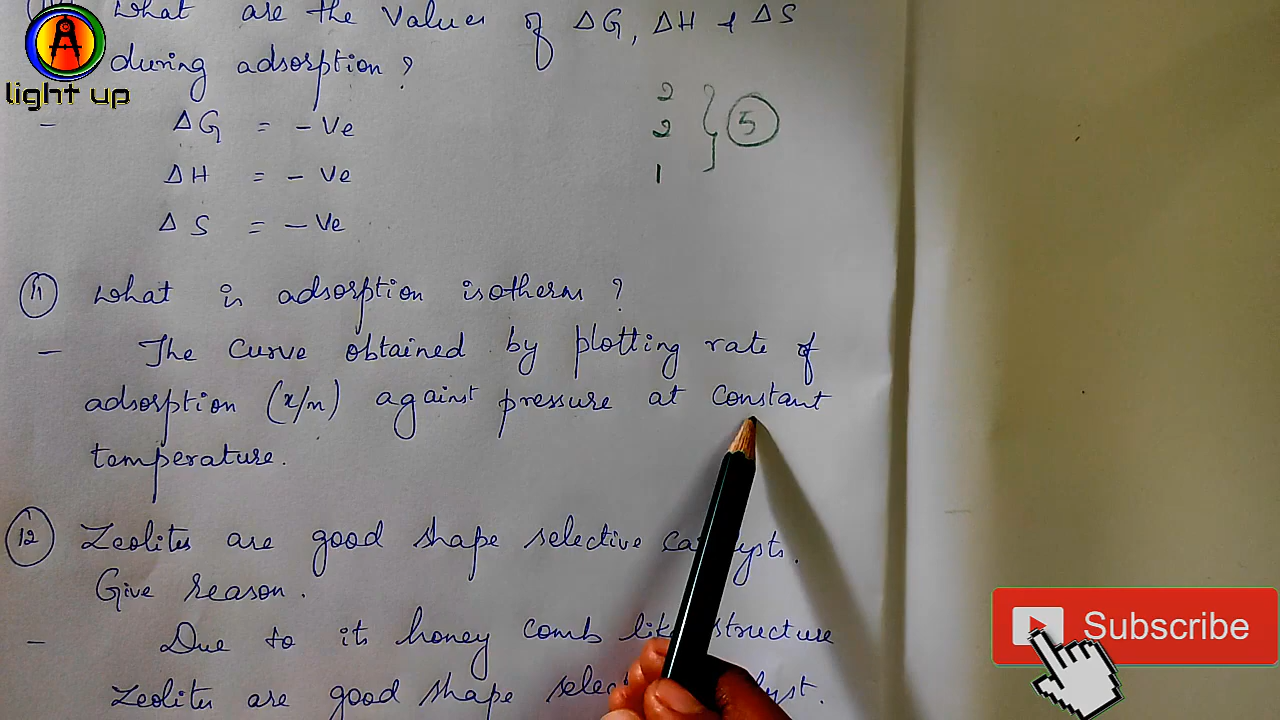 What are the values of ΔG, ΔH & ΔS
during adsorption ?
light up
2
2
1
5
- ΔG = - Ve
ΔH = - Ve
ΔS = - Ve
11 What is adsorption isotherm ?
- The curve obtained by plotting rate of
adsorption (x/m) against pressure at constant
temperature.
12 Zeolites are good shape selective catalysts.
Give reason.
- Due to its honey comb like structure
Zeolites are good shape
Subscribe